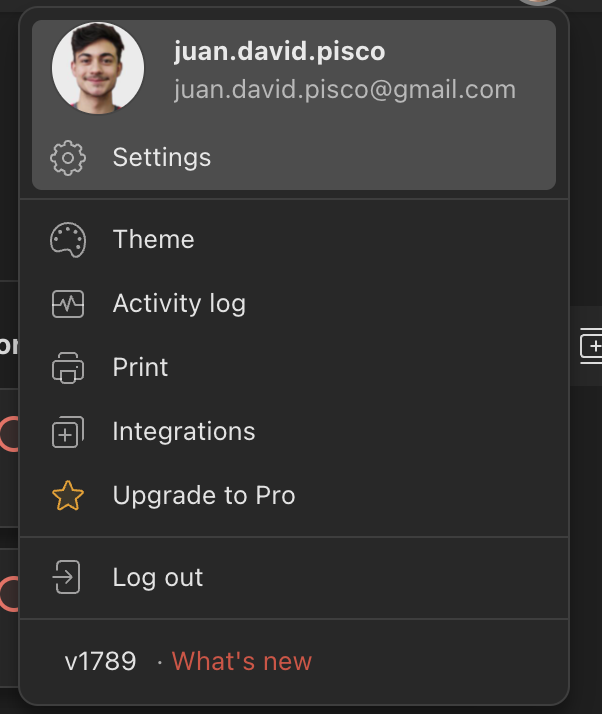 juan.david.pisco
juan.david.pisco@gmail.com
Settings
Theme
Activity log
or
Print
Integrations
Upgrade to Pro
Log out
v1789 · What's new